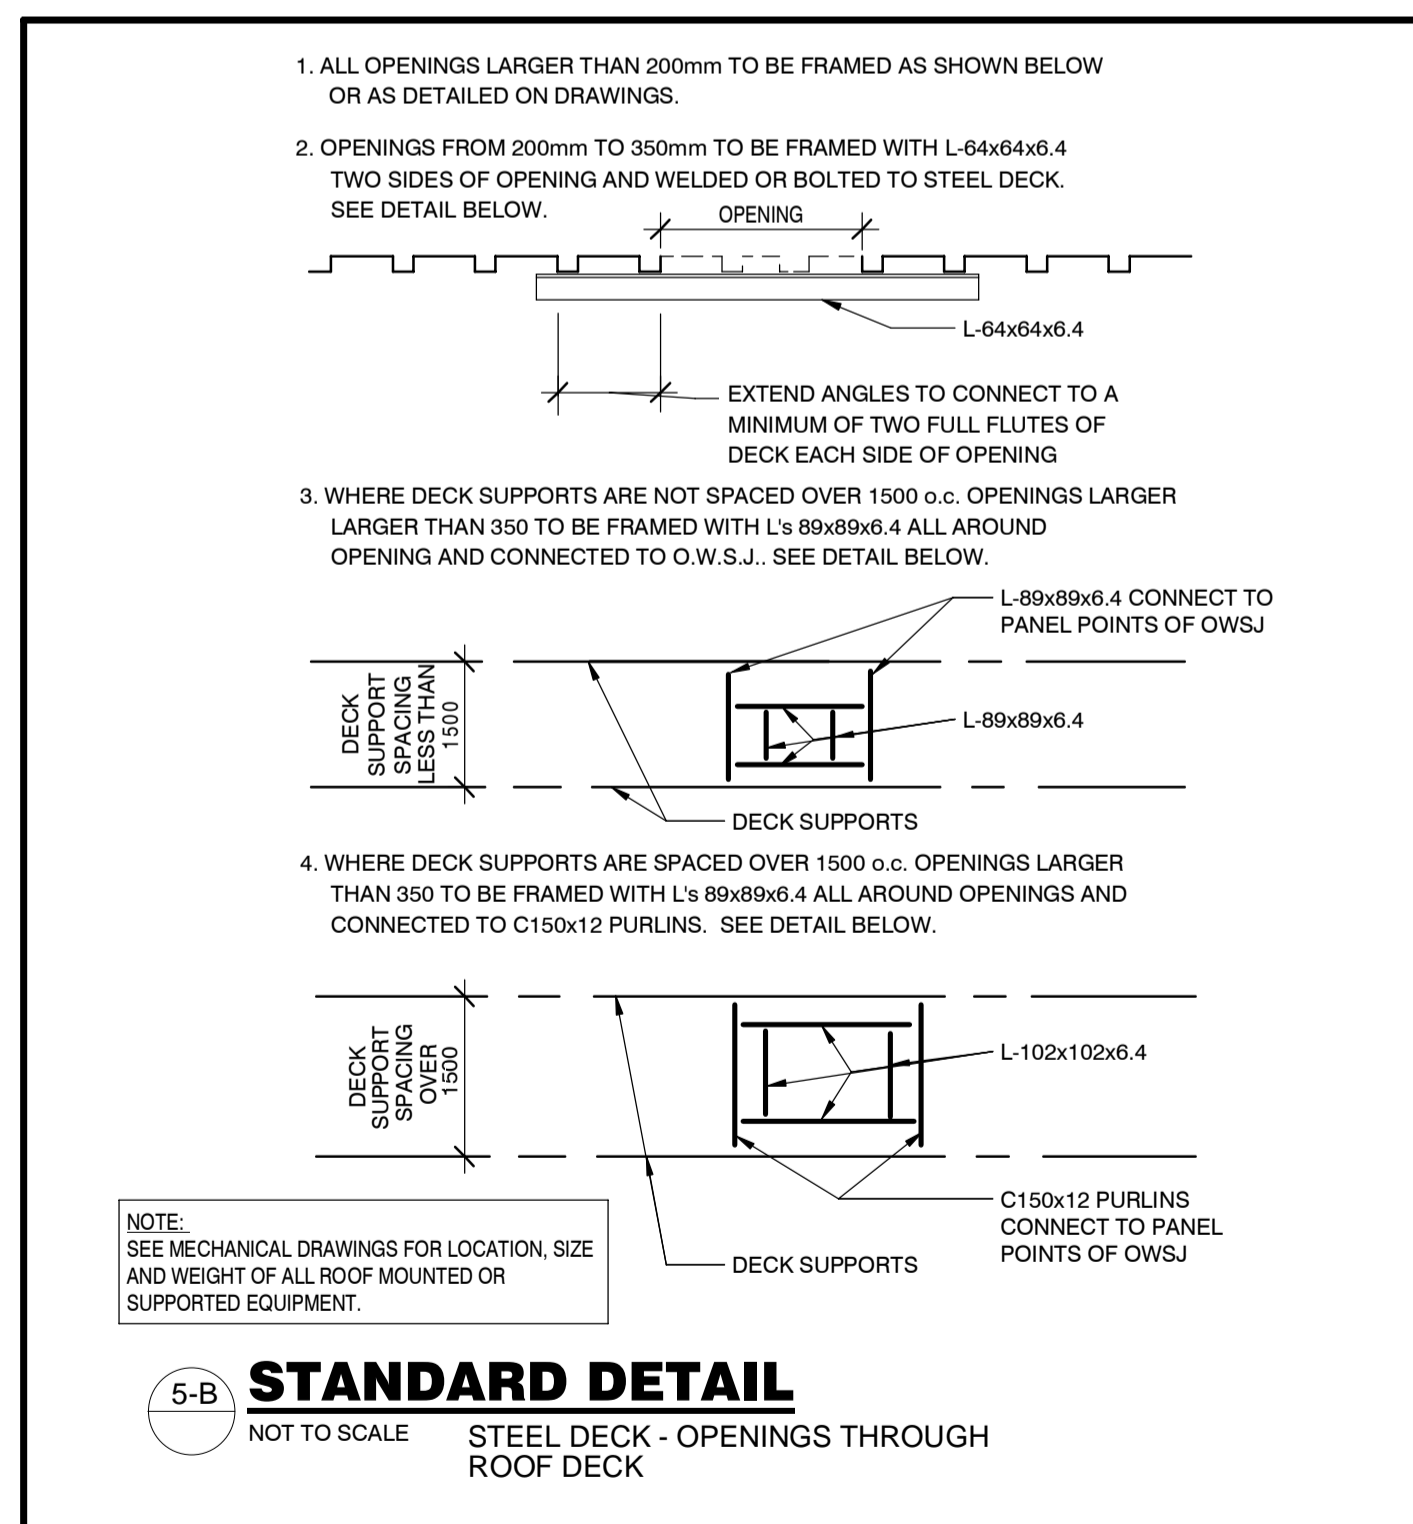 1. ALL OPENINGS LARGER THAN 200mm TO BE FRAMED AS SHOWN BELOW
OR AS DETAILED ON DRAWINGS.
2. OPENINGS FROM 200mm TO 350mm TO BE FRAMED WITH L-64x64x6.4
TWO SIDES OF OPENING AND WELDED OR BOLTED TO STEEL DECK.
SEE DETAIL BELOW.
OPENING
L-64x64x6.4
EXTEND ANGLES TO CONNECT TO A
MINIMUM OF TWO FULL FLUTES OF
DECK EACH SIDE OF OPENING
3. WHERE DECK SUPPORTS ARE NOT SPACED OVER 1500 o.c. OPENINGS LARGER
LARGER THAN 350 TO BE FRAMED WITH L's 89x89x6.4 ALL AROUND
OPENING AND CONNECTED TO O.W.S.J.. SEE DETAIL BELOW.
L-89x89x6.4 CONNECT TO
PANEL POINTS OF OWSJ
DECK
SUPPORT
SPACING
LESS THAN
1500
L-89x89x6.4
DECK SUPPORTS
4. WHERE DECK SUPPORTS ARE SPACED OVER 1500 o.c. OPENINGS LARGER
THAN 350 TO BE FRAMED WITH L's 89x89x6.4 ALL AROUND OPENINGS AND
CONNECTED TO C150x12 PURLINS. SEE DETAIL BELOW.
DECK
SUPPORT
SPACING
OVER
1500
L-102x102x6.4
C150x12 PURLINS
CONNECT TO PANEL
POINTS OF OWSJ
DECK SUPPORTS
NOTE:
SEE MECHANICAL DRAWINGS FOR LOCATION, SIZE
AND WEIGHT OF ALL ROOF MOUNTED OR
SUPPORTED EQUIPMENT.
5-B
STANDARD DETAIL
NOT TO SCALE
STEEL DECK - OPENINGS THROUGH
ROOF DECK